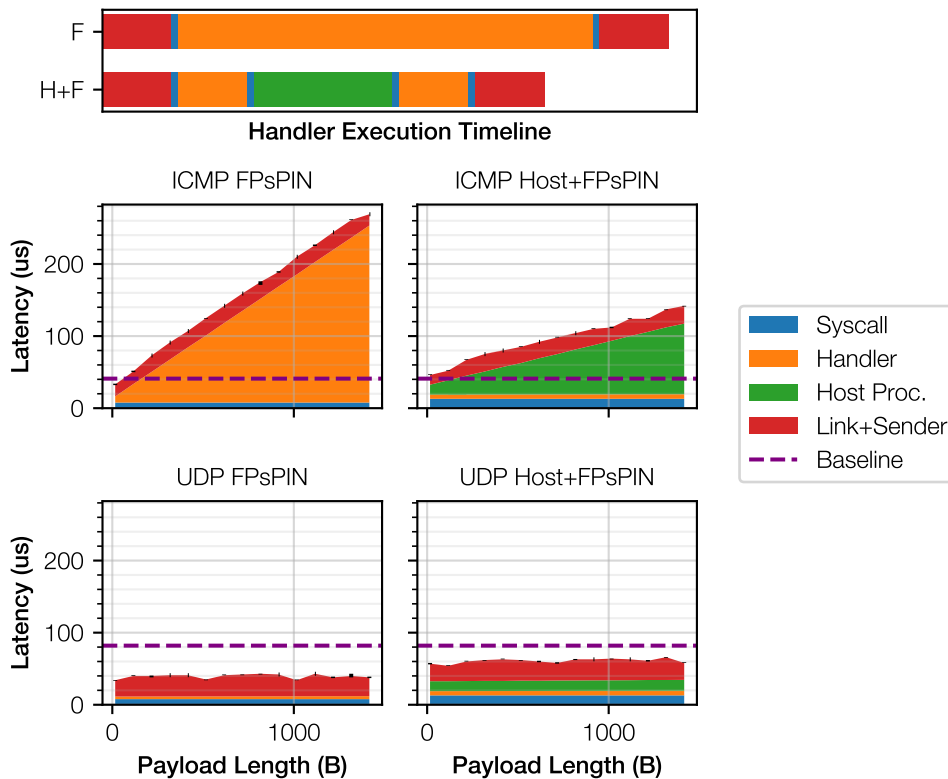 F
H+F
Handler Execution Timeline
ICMP FPsPIN
ICMP Host+FPsPIN
Latency (us)
200
100
0
Syscall
Handler
Host Proc.
Link+Sender
Baseline
UDP FPsPIN
UDP Host+FPsPIN
Latency (us)
200
100
0
0
1000
0
1000
Payload Length (B)
Payload Length (B)